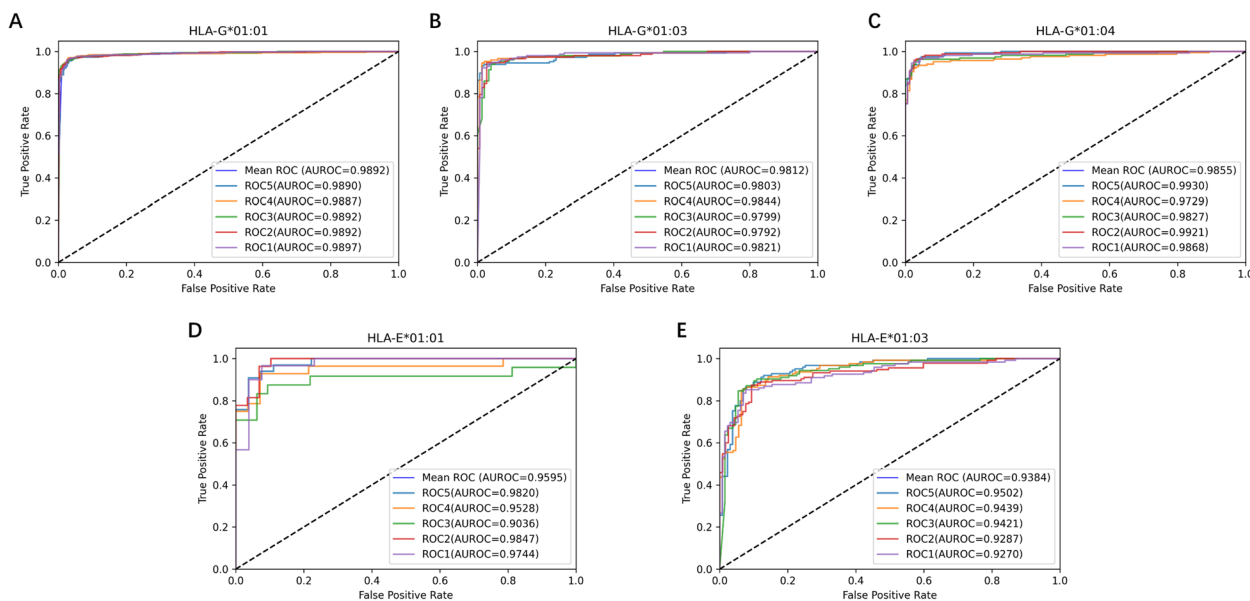 A
HLA-G*01:01
True Positive Rate
1.0
0.8
0.6
0.4
0.2
0.0
Mean ROC (AUROC=0.9892)
ROC5(AUROC=0.9890)
ROC4(AUROC=0.9887)
ROC3(AUROC=0.9892)
ROC2(AUROC=0.9892)
ROC1(AUROC=0.9897)
0.0 0.2 0.4 0.6 0.8 1.0
False Positive Rate
B
HLA-G*01:03
True Positive Rate
1.0
0.8
0.6
0.4
0.2
0.0
Mean ROC (AUROC=0.9812)
ROC5(AUROC=0.9803)
ROC4(AUROC=0.9844)
ROC3(AUROC=0.9799)
ROC2(AUROC=0.9792)
ROC1(AUROC=0.9821)
0.0 0.2 0.4 0.6 0.8 1.0
False Positive Rate
C
HLA-G*01:04
True Positive Rate
1.0
0.8
0.6
0.4
0.2
0.0
Mean ROC (AUROC=0.9855)
ROC5(AUROC=0.9930)
ROC4(AUROC=0.9729)
ROC3(AUROC=0.9827)
ROC2(AUROC=0.9921)
ROC1(AUROC=0.9868)
0.0 0.2 0.4 0.6 0.8 1.0
False Positive Rate
D
HLA-E*01:01
True Positive Rate
1.0
0.8
0.6
0.4
0.2
0.0
Mean ROC (AUROC=0.9595)
ROC5(AUROC=0.9820)
ROC4(AUROC=0.9528)
ROC3(AUROC=0.9036)
ROC2(AUROC=0.9847)
ROC1(AUROC=0.9744)
0.0 0.2 0.4 0.6 0.8 1.0
False Positive Rate
E
HLA-E*01:03
True Positive Rate
1.0
0.8
0.6
0.4
0.2
0.0
Mean ROC (AUROC=0.9384)
ROC5(AUROC=0.9502)
ROC4(AUROC=0.9439)
ROC3(AUROC=0.9421)
ROC2(AUROC=0.9287)
ROC1(AUROC=0.9270)
0.0 0.2 0.4 0.6 0.8 1.0
False Positive Rate